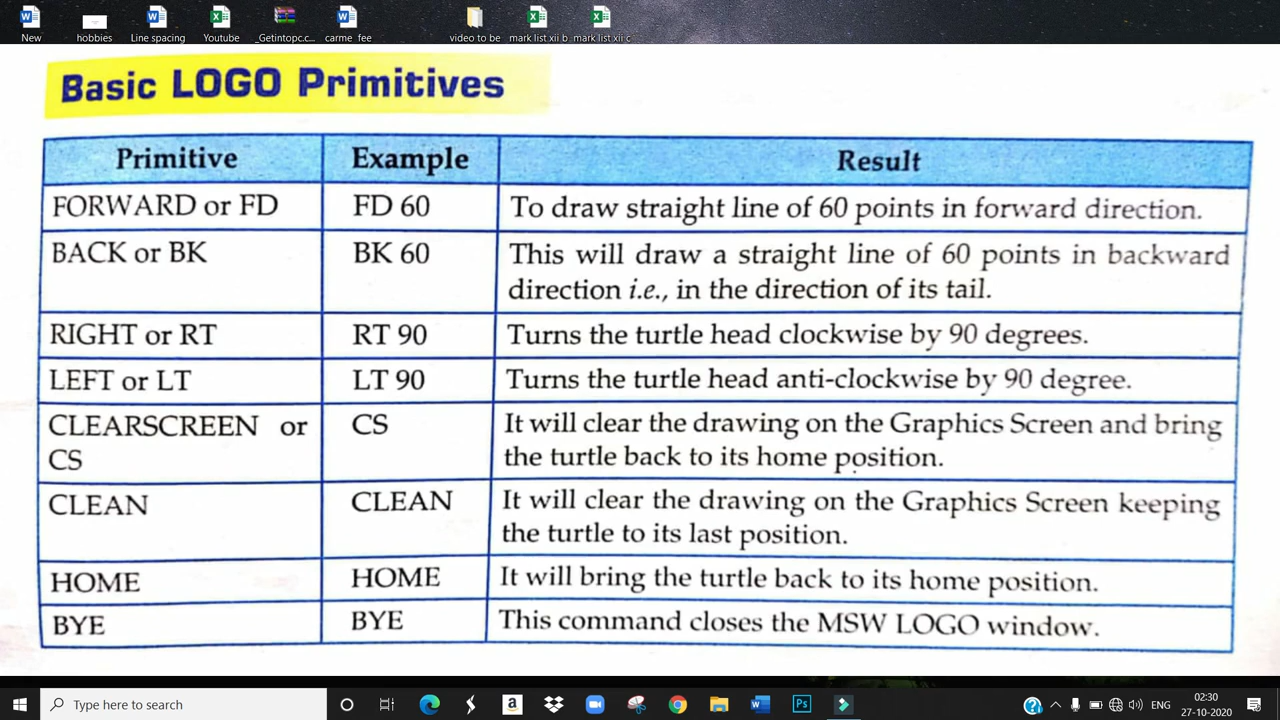 New
hobbies
Line spacing
Youtube
_Getintopc.c...
carme_fee
video to be
mark list xii b
mark list xii c
Basic LOGO Primitives
Primitive Example Result
FORWARD or FD FD 60 To draw straight line of 60 points in forward direction.
BACK or BK BK 60 This will draw a straight line of 60 points in backward
direction i.e., in the direction of its tail.
RIGHT or RT RT 90 Turns the turtle head clockwise by 90 degrees.
LEFT or LT LT 90 Turns the turtle head anti-clockwise by 90 degree.
CLEARSCREEN or CS It will clear the drawing on the Graphics Screen and bring
CS the turtle back to its home position.
CLEAN CLEAN It will clear the drawing on the Graphics Screen keeping
the turtle to its last position.
HOME HOME It will bring the turtle back to its home position.
BYE BYE This command closes the MSW LOGO window.
Type here to search
ENG
02:30
27-10-2020